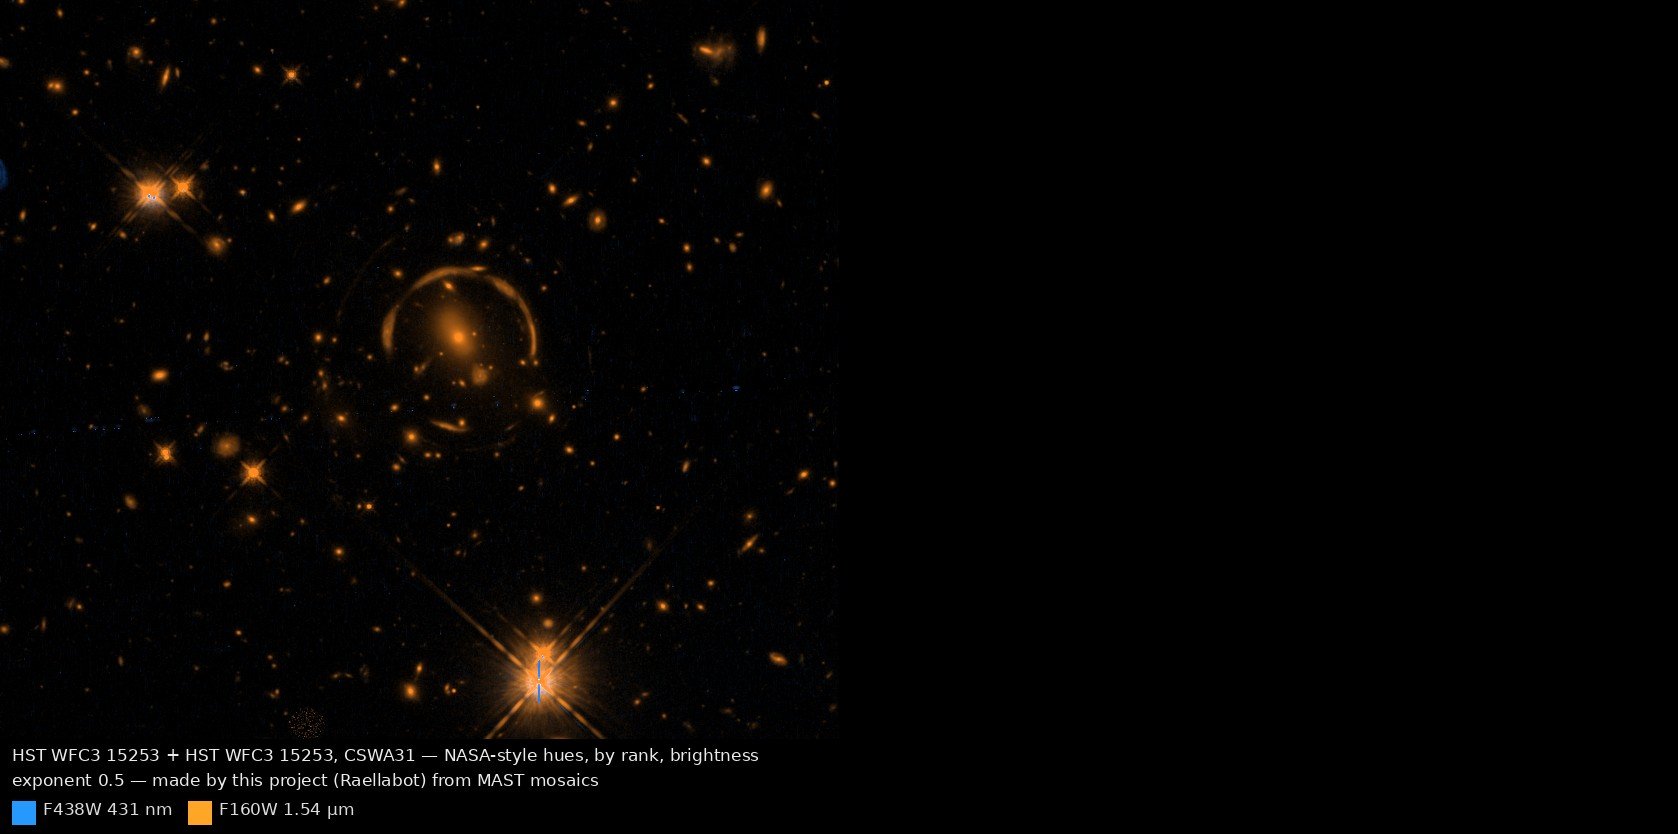 HST WFC3 15253 + HST WFC3 15253, CSWA31 — NASA-style hues, by rank, brightness
exponent 0.5 — made by this project (Raellabot) from MAST mosaics
F438W 431 nm F160W 1.54 μm